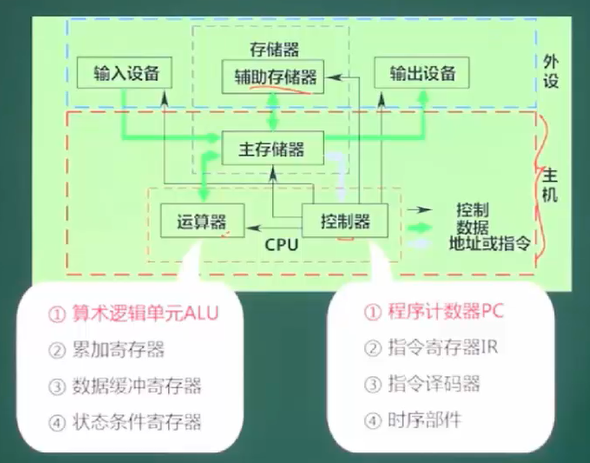 存储器
输入设备
辅助存储器
输出设备
外设
主存储器
主机
运算器
控制器
CPU
控制
数据
地址或指令
① 算术逻辑单元ALU
② 累加寄存器
③ 数据缓冲寄存器
④ 状态条件寄存器
① 程序计数器PC
② 指令寄存器IR
③ 指令译码器
④ 时序部件